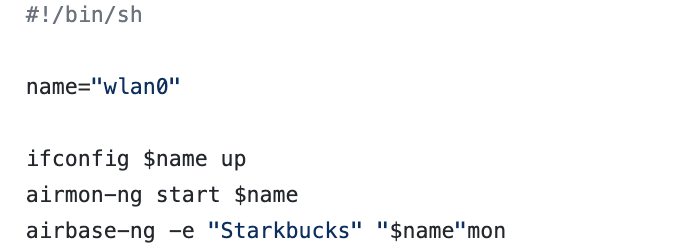 #!/bin/sh
name="wlan0"
ifconfig $name up
airmon-ng start $name
airbase-ng -e "Starkbucks" "$name"mon